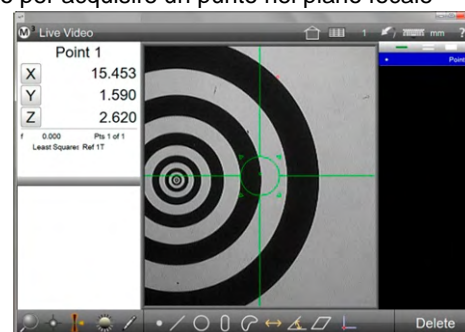 per acquisire un punto nel piano focale
M3 Live Video
1
mm
?
Point 1
X 15.453
Y 1.590
Z 2.620
f 0.000 Pts 1 of 1
Least Squares Ref 1T
Point
Delete